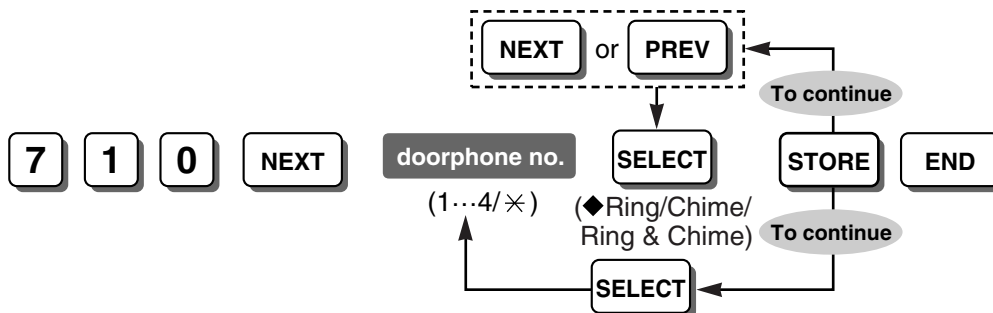 NEXT or PREV
To continue
7 1 0 NEXT doorphone no. SELECT STORE END
(1···4/✳) (◆Ring/Chime/
Ring & Chime)
To continue
SELECT